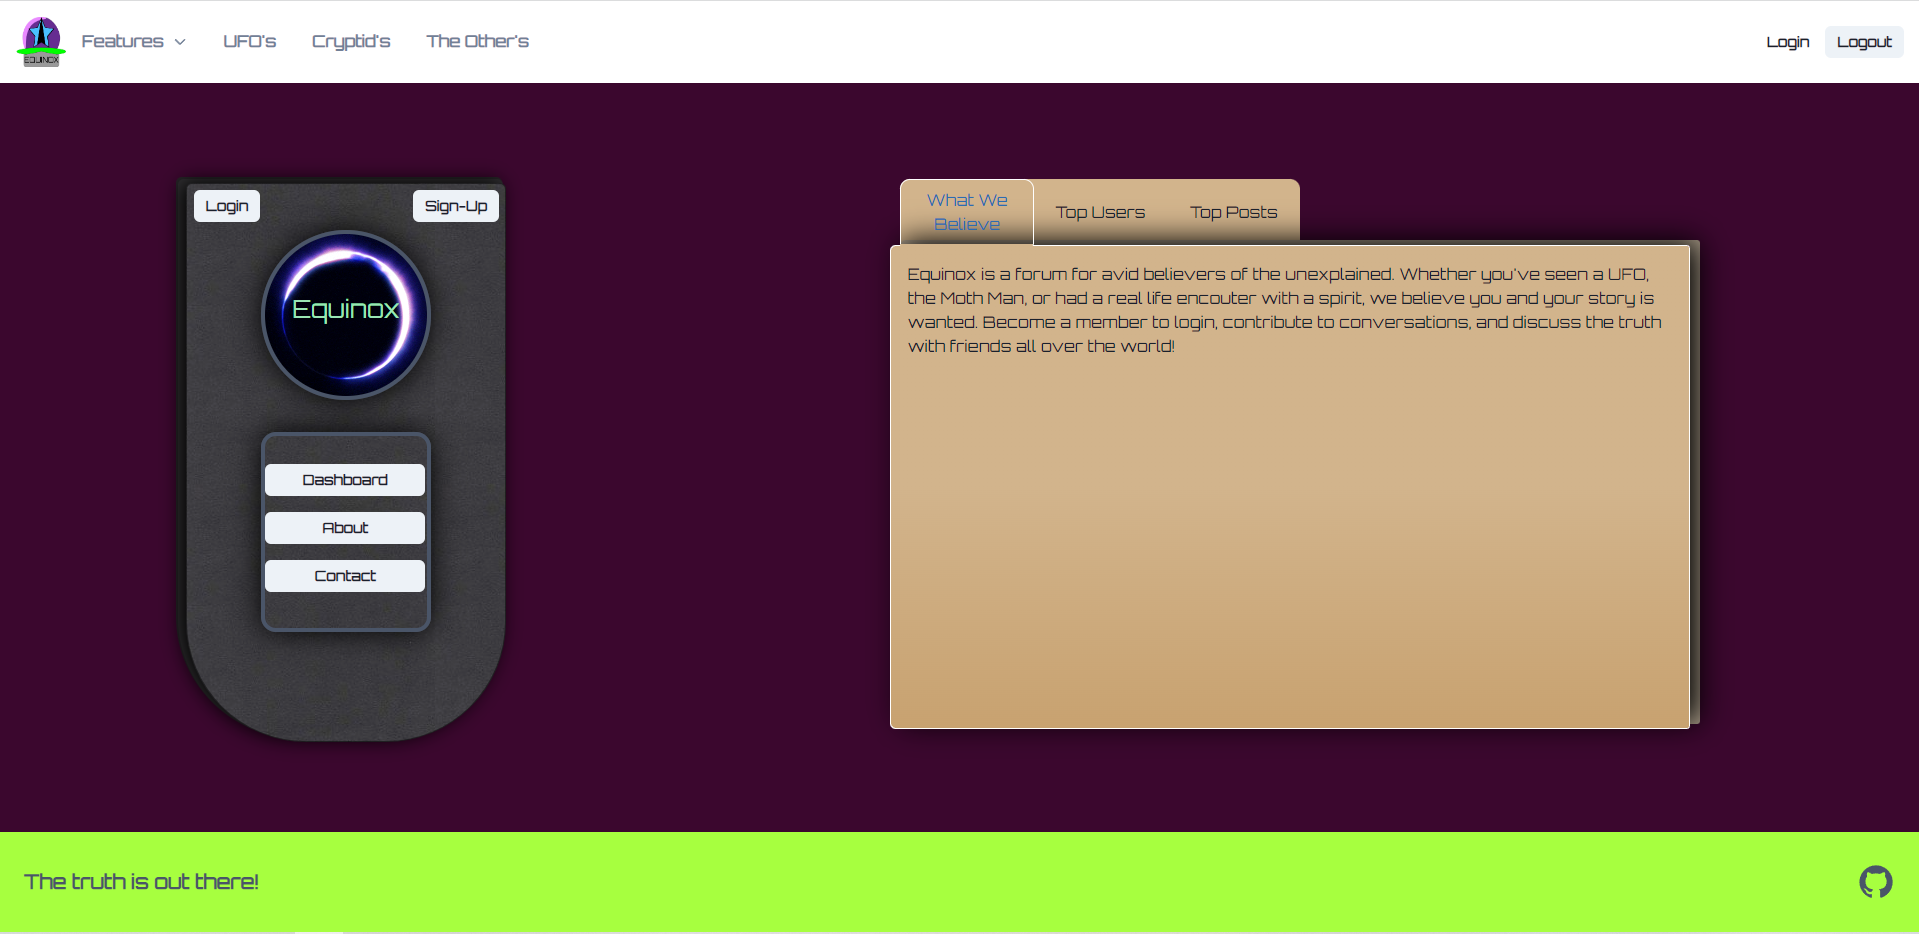 EQUINOX
Features
UFO's
Cryptid's
The Other's
Login
Logout
Login
Sign-Up
Equinox
Dashboard
About
Contact
What We
Believe
Top Users
Top Posts
Equinox is a forum for avid believers of the unexplained. Whether you've seen a UFO,
the Moth Man, or had a real life encouter with a spirit, we believe you and your story is
wanted. Become a member to login, contribute to conversations, and discuss the truth
with friends all over the world!
The truth is out there!